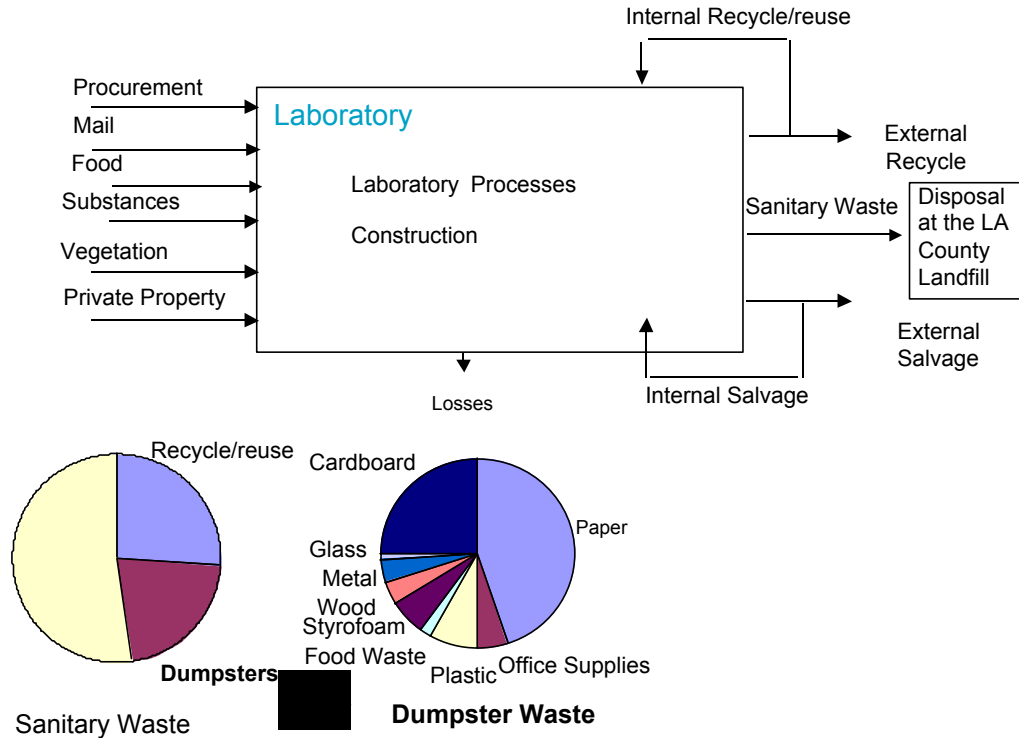 Internal Recycle/reuse
Procurement
Mail
Food
Substances
Vegetation
Private Property
Laboratory
Laboratory Processes
Construction
External
Recycle
Sanitary Waste
Disposal
at the LA
County
Landfill
External
Salvage
Internal Salvage
Losses
Recycle/reuse
Dumpsters
Sanitary Waste
Cardboard
Paper
Glass
Metal
Wood
Styrofoam
Food Waste
Plastic
Office Supplies
Dumpster Waste